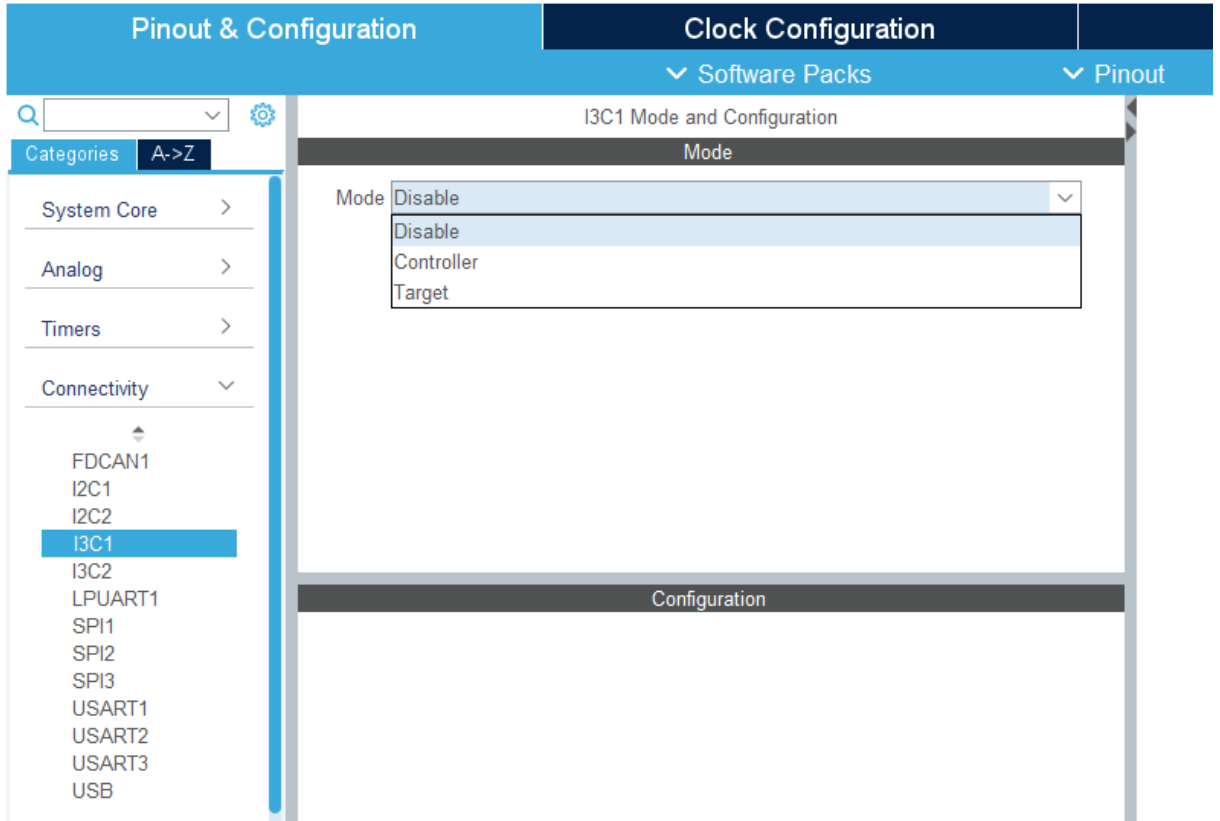 Pinout & Configuration
Clock Configuration
Software Packs
Pinout
Categories
A->Z
System Core
Analog
Timers
Connectivity
FDCAN1
I2C1
I2C2
I3C1
I3C2
LPUART1
SPI1
SPI2
SPI3
USART1
USART2
USART3
USB
I3C1 Mode and Configuration
Mode
Mode Disable
Disable
Controller
Target
Configuration